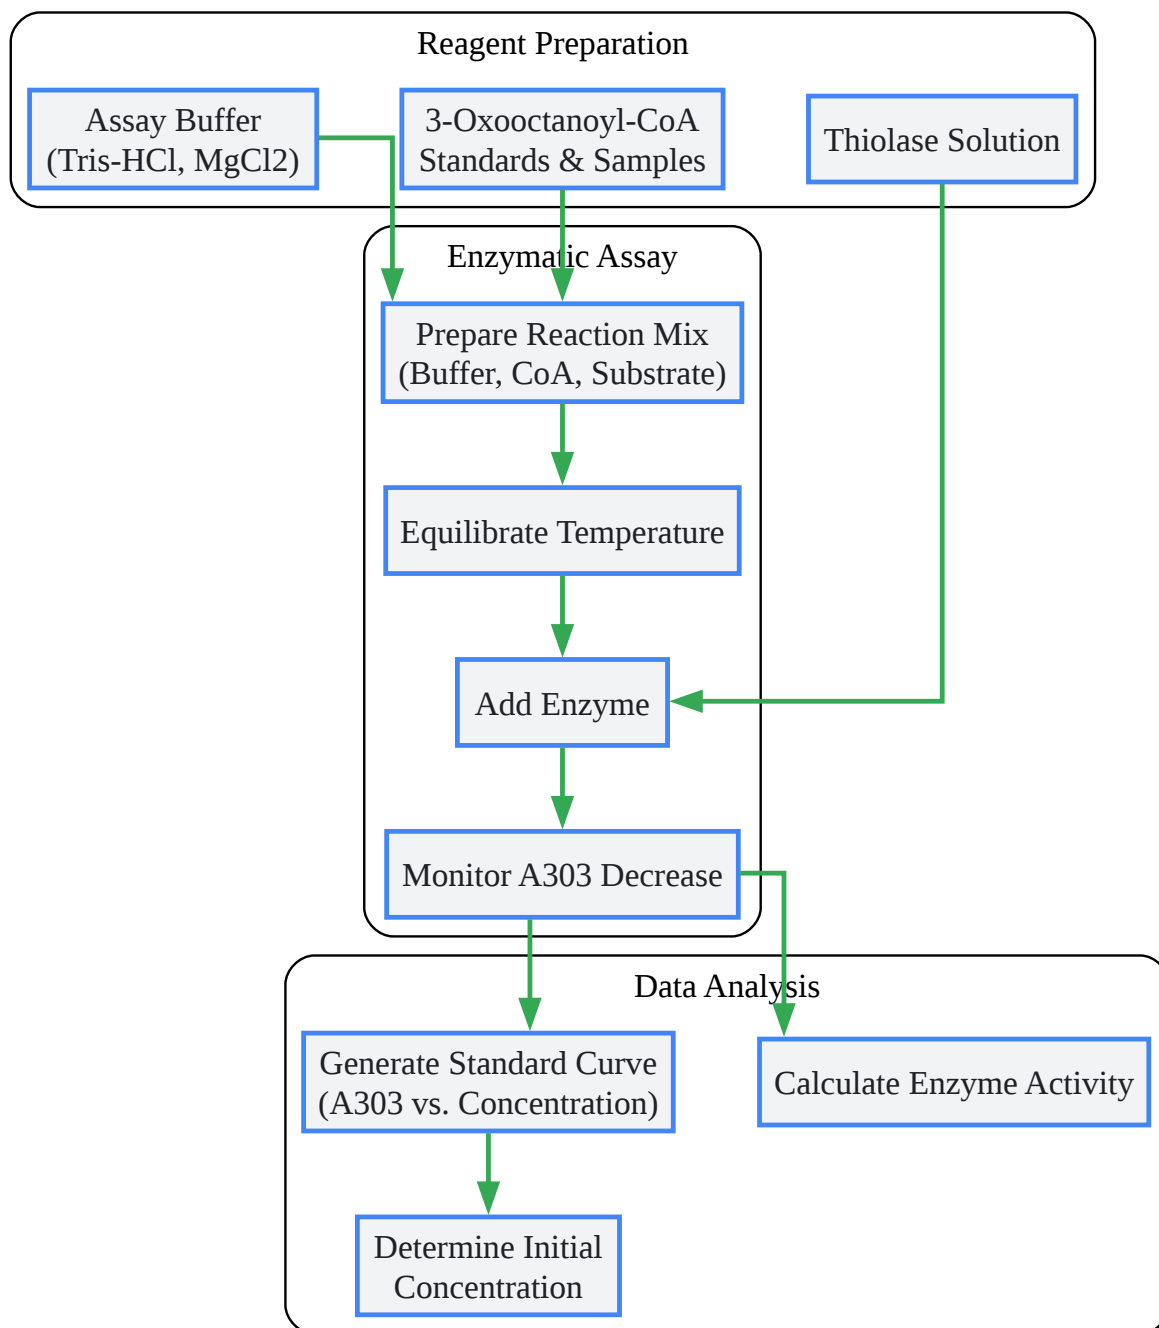 Reagent Preparation
Assay Buffer
(Tris-HCl, MgCl2)
3-Oxooctanoyl-CoA
Standards & Samples
Thiolase Solution
Enzymatic Assay
Prepare Reaction Mix
(Buffer, CoA, Substrate)
Equilibrate Temperature
Add Enzyme
Monitor A303 Decrease
Data Analysis
Generate Standard Curve
(A303 vs. Concentration)
Calculate Enzyme Activity
Determine Initial
Concentration